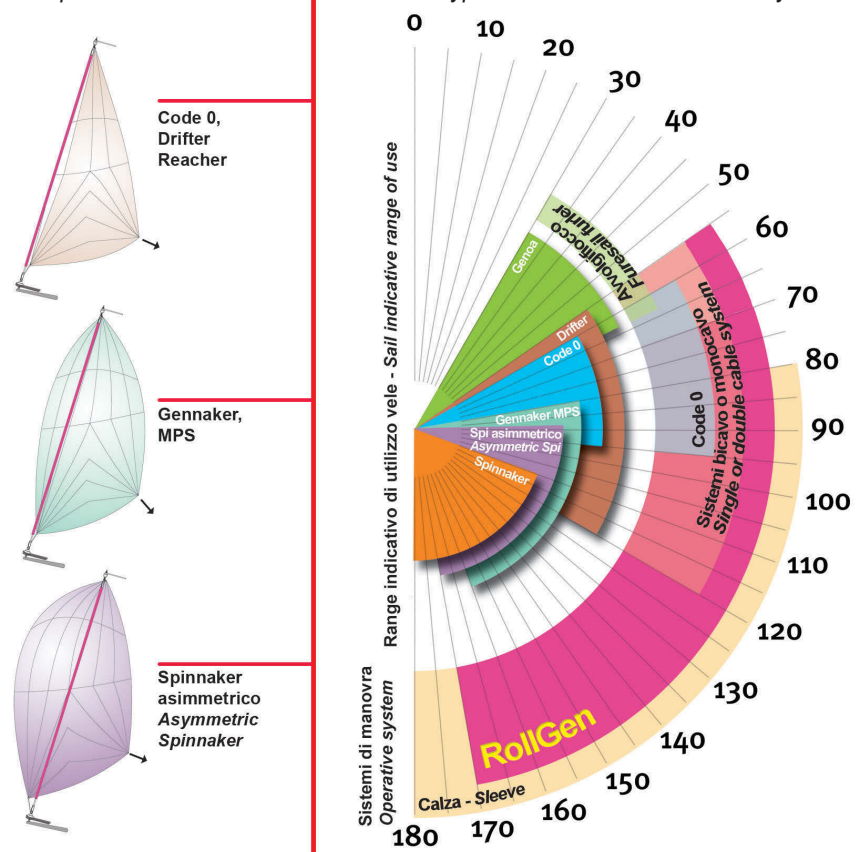 Code 0,
Drifter
Reacher
Gennaker,
MPS
Spinnaker
asimmetrico
Asymmetric
Spinnaker
0
10
20
30
40
50
60
70
80
90
100
110
120
130
140
150
160
170
180
Range indicativo di utilizzo vele - Sail indicative range of use
Sistemi di manovra
Operative system
Genoa
Avvolgifiocco
Furesail furler
Drifter
Code 0
Gennaker MPS
Spi asimmetrico
Asymmetric Spi
Spinnaker
Code 0
Sistemi bicavo o monocavo
Single or double cable system
RollGen
Calza - Sleeve